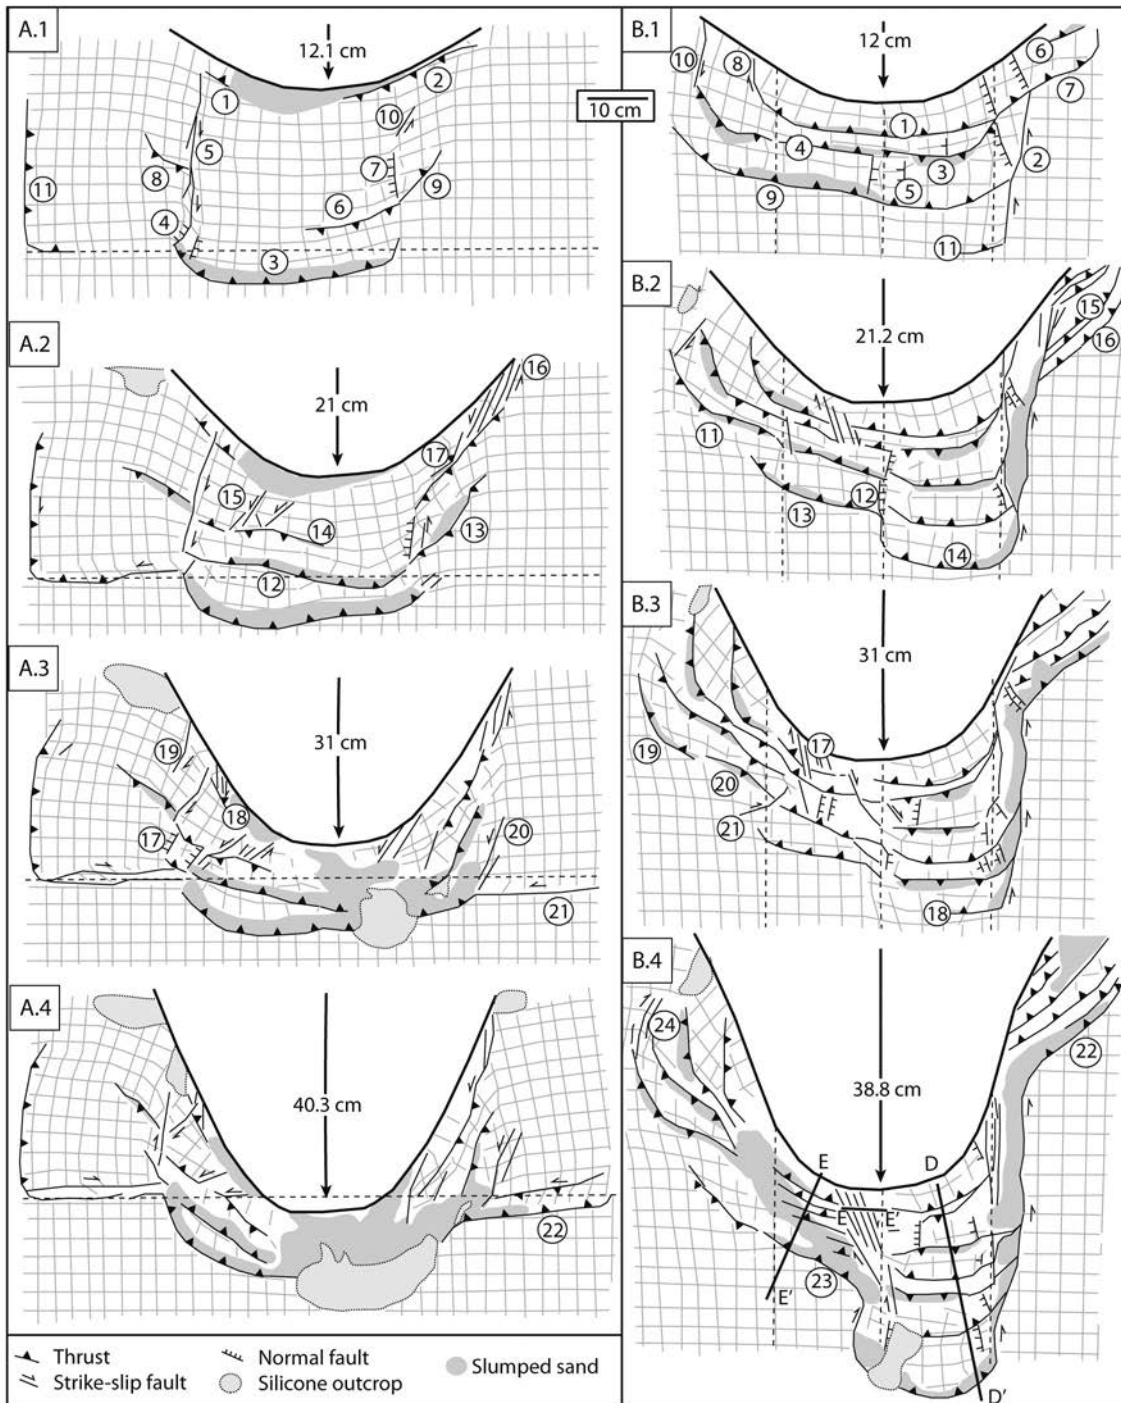 A.1
12.1 cm
1
2
10
5
7
8
9
11
6
4
3
10 cm
A.2
21 cm
16
17
15
14
13
12
A.3
31 cm
19
18
17
20
21
A.4
40.3 cm
22
B.1
12 cm
6
10
8
7
1
4
2
3
5
9
11
B.2
21.2 cm
15
16
11
12
13
14
B.3
31 cm
17
19
20
21
18
B.4
24
22
38.8 cm
E
D
E
E'
23
E'
D'
Thrust
Strike-slip fault
Normal fault
Silicone outcrop
Slumped sand